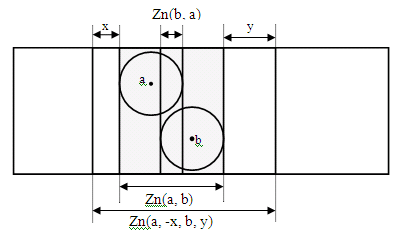 Zn(b, a)
x
y
a
b
Zn(a, b)
Zn(a, -x, b, y)